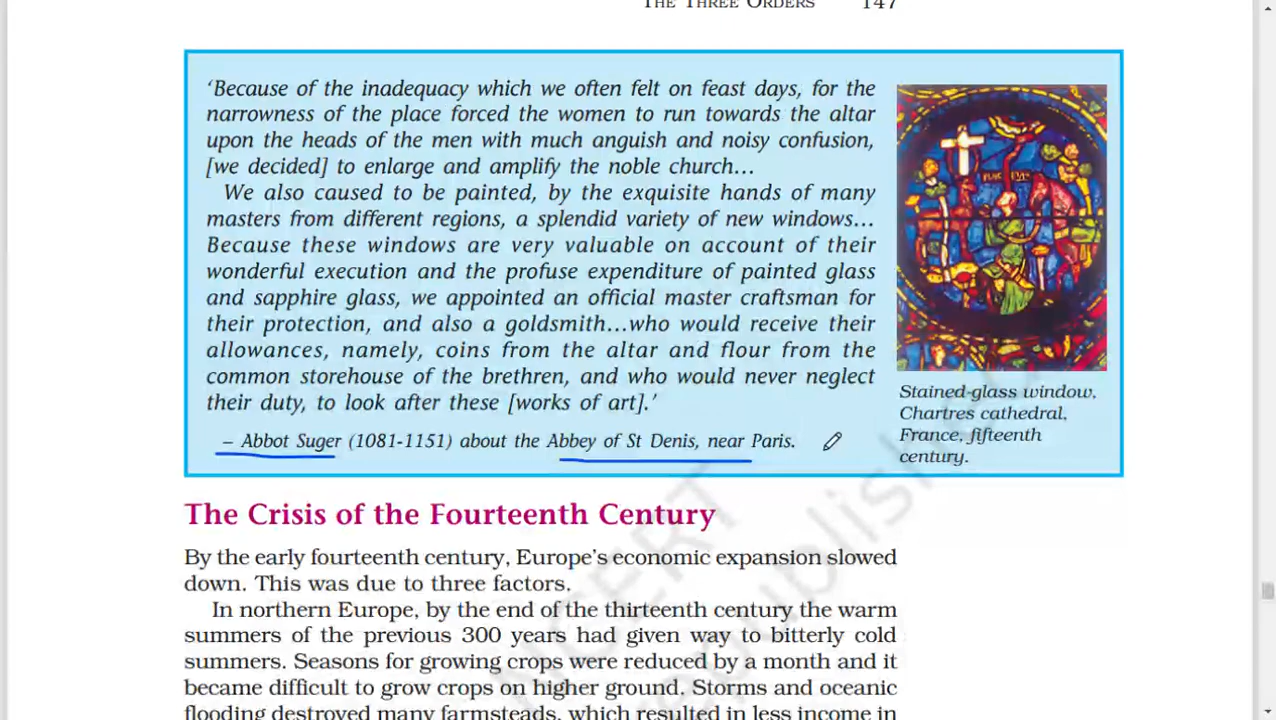 THE THREE ORDERS 147
‘Because of the inadequacy which we often felt on feast days, for the
narrowness of the place forced the women to run towards the altar
upon the heads of the men with much anguish and noisy confusion,
[we decided] to enlarge and amplify the noble church…
We also caused to be painted, by the exquisite hands of many
masters from different regions, a splendid variety of new windows…
Because these windows are very valuable on account of their
wonderful execution and the profuse expenditure of painted glass
and sapphire glass, we appointed an official master craftsman for
their protection, and also a goldsmith…who would receive their
allowances, namely, coins from the altar and flour from the
common storehouse of the brethren, and who would never neglect
their duty, to look after these [works of art].’
– Abbot Suger (1081-1151) about the Abbey of St Denis, near Paris.
Stained-glass window,
Chartres cathedral,
France, fifteenth
century.
The Crisis of the Fourteenth Century
By the early fourteenth century, Europe’s economic expansion slowed
down. This was due to three factors.
In northern Europe, by the end of the thirteenth century the warm
summers of the previous 300 years had given way to bitterly cold
summers. Seasons for growing crops were reduced by a month and it
became difficult to grow crops on higher ground. Storms and oceanic
flooding destroyed many farmsteads, which resulted in less income in
NCERT
republished